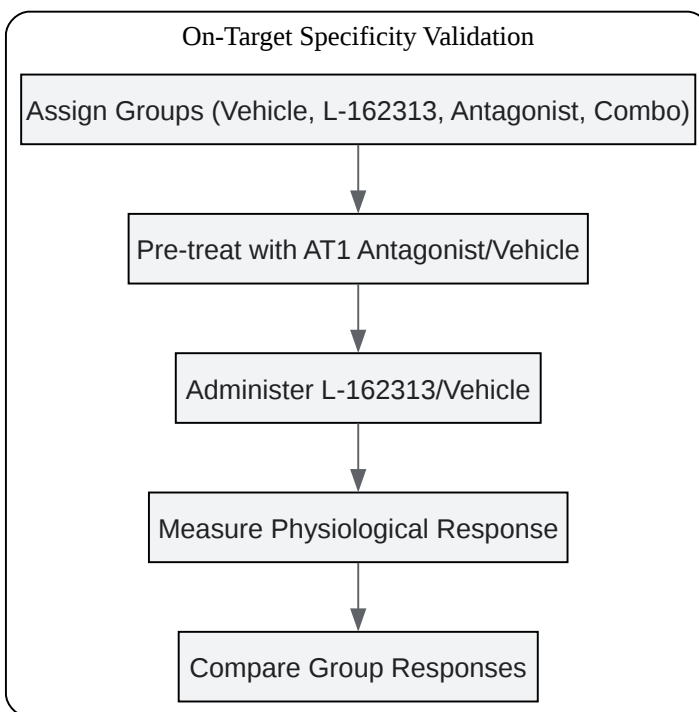 On-Target Specificity Validation
Assign Groups (Vehicle, L-162313, Antagonist, Combo)
Pre-treat with AT1 Antagonist/Vehicle
Administer L-162313/Vehicle
Measure Physiological Response
Compare Group Responses